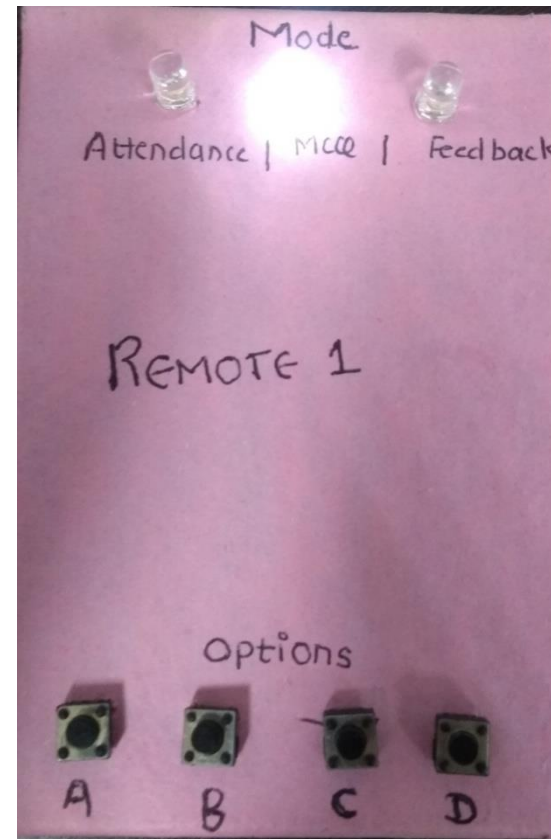 Mode
Attendance | MCQ | Feedback
REMOTE 1
options
A B C D